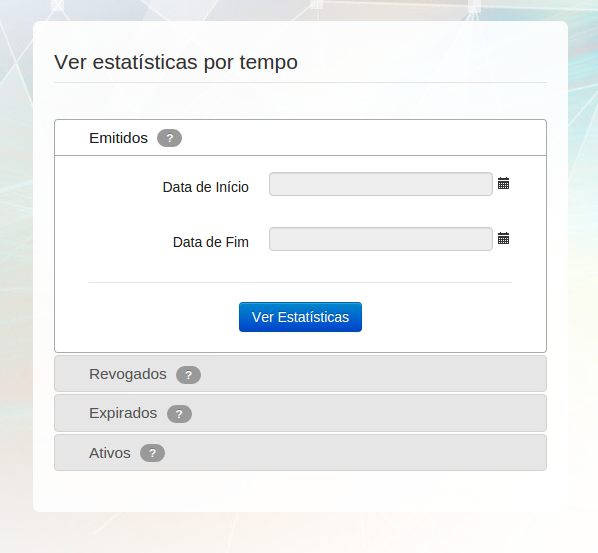 Ver estatísticas por tempo
Emitidos ?
Data de Início
Data de Fim
Ver Estatísticas
Revogados ?
Expirados ?
Ativos ?